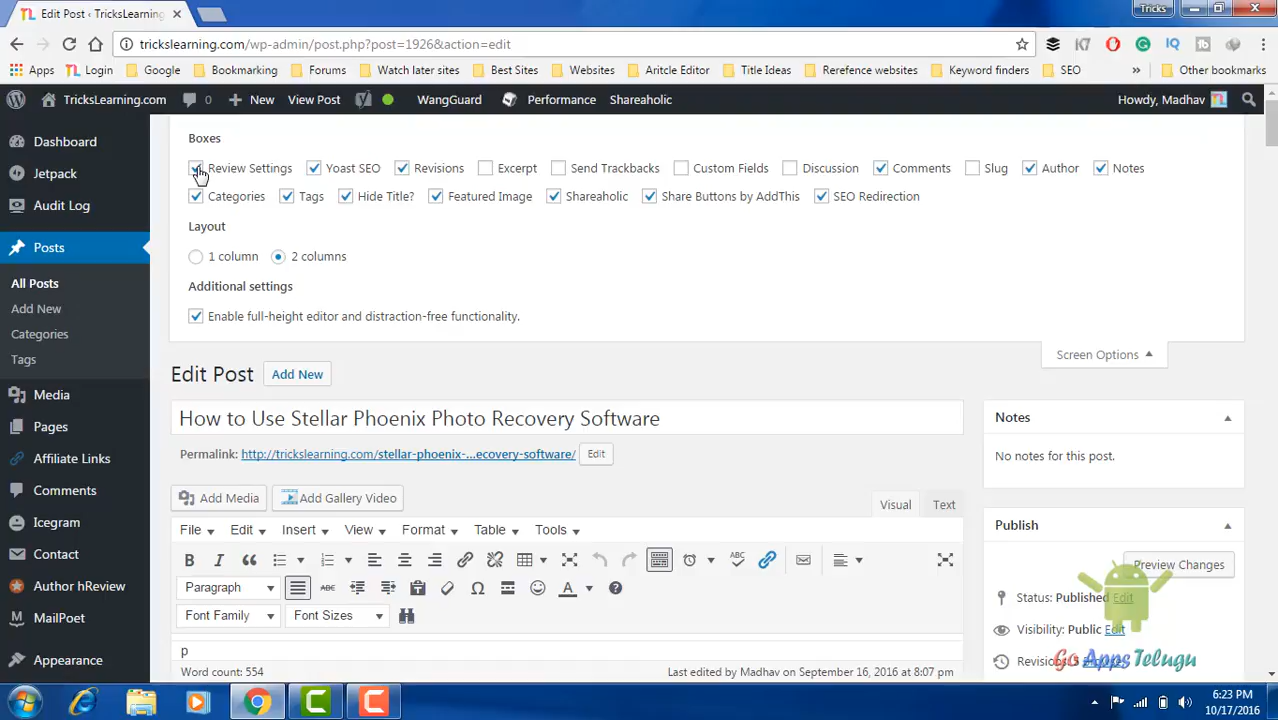 Edit Post ‹ TricksLearning
Tricks
trickslearning.com/wp-admin/post.php?post=1926&action=edit
Apps Login Google Bookmarking Forums Watch later sites Best Sites Websites Aritcle Editor Title Ideas Rerefence websites Keyword finders SEO » Other bookmarks
TricksLearning.com 0 New View Post WangGuard Performance Shareaholic Howdy, Madhav
Dashboard
Jetpack
Audit Log
Posts
All Posts
Add New
Categories
Tags
Media
Pages
Affiliate Links
Comments
Icegram
Contact
Author hReview
MailPoet
Appearance
Boxes
Review Settings Yoast SEO Revisions Excerpt Send Trackbacks Custom Fields Discussion Comments Slug Author Notes
Categories Tags Hide Title? Featured Image Shareaholic Share Buttons by AddThis SEO Redirection
Layout
1 column 2 columns
Additional settings
Enable full-height editor and distraction-free functionality.
Screen Options
Edit Post Add New
How to Use Stellar Phoenix Photo Recovery Software
Permalink: http://trickslearning.com/stellar-phoenix-...ecovery-software/ Edit
Add Media Add Gallery Video
Visual Text
File Edit Insert View Format Table Tools
Paragraph
Font Family Font Sizes
p
Word count: 554 Last edited by Madhav on September 16, 2016 at 8:07 pm
Notes
No notes for this post.
Publish
Preview Changes
Status: Published Edit
Visibility: Public Edit
Revisions:
Go Apps Telugu
6:23 PM
10/17/2016